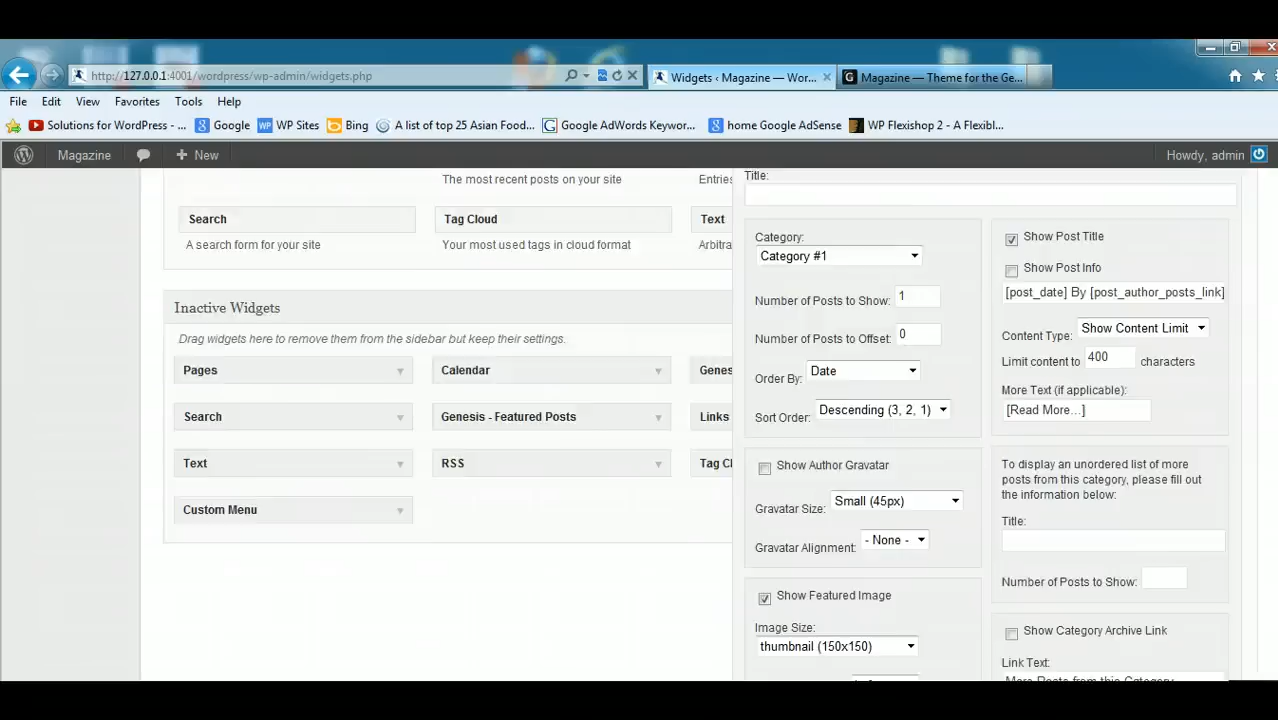 http://127.0.0.1:4001/wordpress/wp-admin/widgets.php
Widgets ‹ Magazine — Wor...
Magazine — Theme for the Ge...
File Edit View Favorites Tools Help
Solutions for WordPress - ... Google WP Sites Bing A list of top 25 Asian Food... Google AdWords Keywor... home Google AdSense WP Flexishop 2 - A Flexibl...
Magazine + New Howdy, admin
The most recent posts on your site
Entries
Search
Tag Cloud
Text
A search form for your site
Your most used tags in cloud format
Arbitra
Inactive Widgets
Drag widgets here to remove them from the sidebar but keep their settings.
Pages
Calendar
Genes
Search
Genesis - Featured Posts
Links
Text
RSS
Tag Cl
Custom Menu
Title:
Category:
Category #1
Number of Posts to Show: 1
Number of Posts to Offset: 0
Order By: Date
Sort Order: Descending (3, 2, 1)
Show Author Gravatar
Gravatar Size: Small (45px)
Gravatar Alignment: - None -
Show Featured Image
Image Size:
thumbnail (150x150)
Show Post Title
Show Post Info
[post_date] By [post_author_posts_link]
Content Type: Show Content Limit
Limit content to 400 characters
More Text (if applicable):
[Read More...]
To display an unordered list of more
posts from this category, please fill out
the information below:
Title:
Number of Posts to Show:
Show Category Archive Link
Link Text:
More Posts from this Category